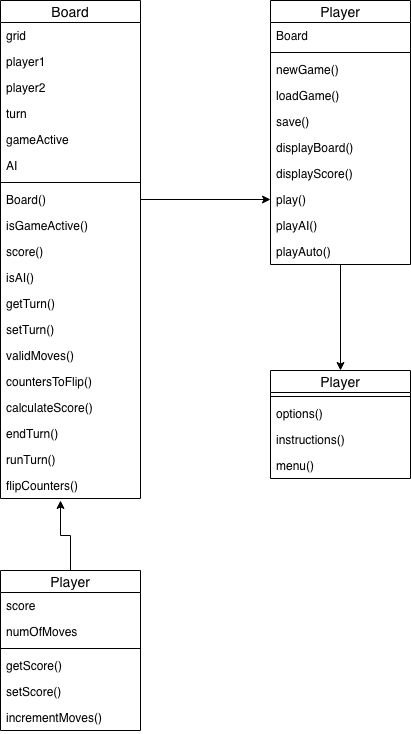 Board
grid
player1
player2
turn
gameActive
AI
Board()
isGameActive()
score()
isAI()
getTurn()
setTurn()
validMoves()
countersToFlip()
calculateScore()
endTurn()
runTurn()
flipCounters()
Player
Board
newGame()
loadGame()
save()
displayBoard()
displayScore()
play()
playAI()
playAuto()
Player
options()
instructions()
menu()
Player
score
numOfMoves
getScore()
setScore()
incrementMoves()